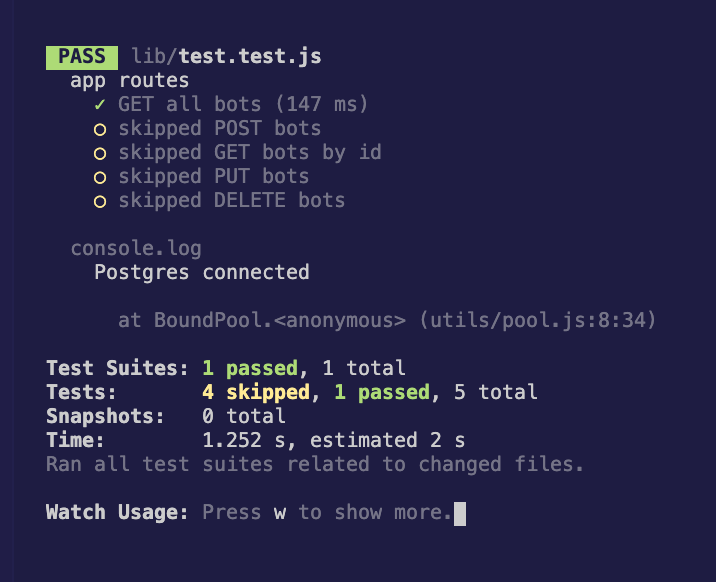 PASS lib/test.test.js
app routes
✓ GET all bots (147 ms)
○ skipped POST bots
○ skipped GET bots by id
○ skipped PUT bots
○ skipped DELETE bots
console.log
Postgres connected
at BoundPool.<anonymous> (utils/pool.js:8:34)
Test Suites: 1 passed, 1 total
Tests: 4 skipped, 1 passed, 5 total
Snapshots: 0 total
Time: 1.252 s, estimated 2 s
Ran all test suites related to changed files.
Watch Usage: Press w to show more.